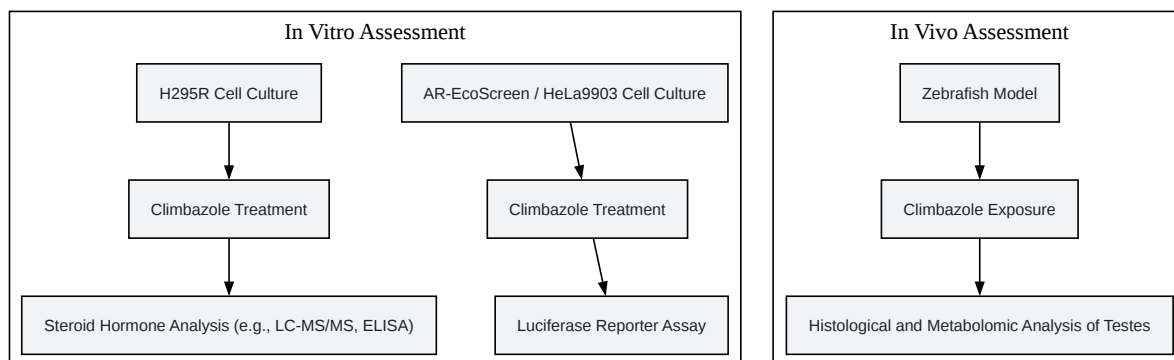 In Vitro Assessment
H295R Cell Culture
Climbazole Treatment
Steroid Hormone Analysis (e.g., LC-MS/MS, ELISA)
AR-EcoScreen / HeLa9903 Cell Culture
Climbazole Treatment
Luciferase Reporter Assay
In Vivo Assessment
Zebrafish Model
Climbazole Exposure
Histological and Metabolomic Analysis of Testes